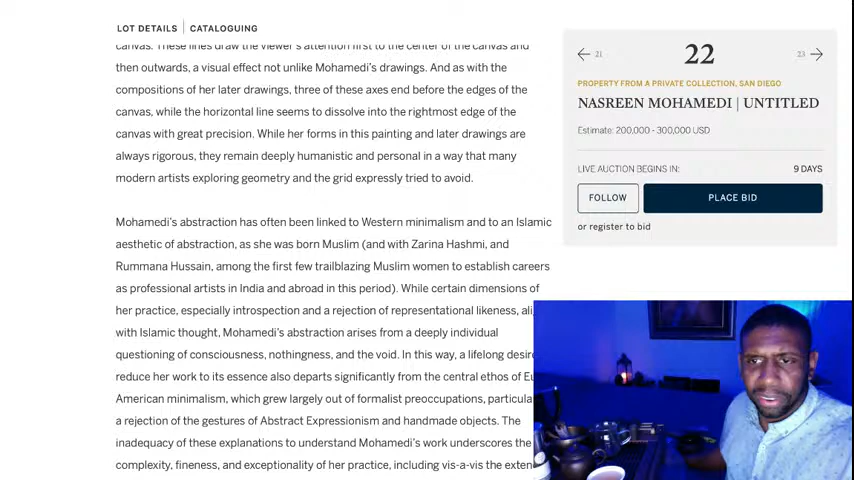 LOT DETAILS | CATALOGUING
canvas. These lines draw the viewer's attention first to the center of the canvas and
then outwards, a visual effect not unlike Mohamedi's drawings. And as with the
compositions of her later drawings, three of these axes end before the edges of the
canvas, while the horizontal line seems to dissolve into the rightmost edge of the
canvas with great precision. While her forms in this painting and later drawings are
always rigorous, they remain deeply humanistic and personal in a way that many
modern artists exploring geometry and the grid expressly tried to avoid.
Mohamedi's abstraction has often been linked to Western minimalism and to an Islamic
aesthetic of abstraction, as she was born Muslim (and with Zarina Hashmi, and
Rummana Hussain, among the first few trailblazing Muslim women to establish careers
as professional artists in India and abroad in this period). While certain dimensions of
her practice, especially introspection and a rejection of representational likeness,
with Islamic thought, Mohamedi's abstraction arises from a deeply individual
questioning of consciousness, nothingness, and the void. In this way, a lifelong desire
reduce her work to its essence also departs significantly from the central ethos of
American minimalism, which grew largely out of formalist preoccupations,
a rejection of the gestures of Abstract Expressionism and handmade objects. The
inadequacy of these explanations to understand Mohamedi's work underscores the
complexity, fineness, and exceptionality of her practice, including vis-a-vis the
21
22
23
PROPERTY FROM A PRIVATE COLLECTION, SAN DIEGO
NASREEN MOHAMEDI | UNTITLED
Estimate: 200,000 - 300,000 USD
LIVE AUCTION BEGINS IN: 9 DAYS
FOLLOW PLACE BID
or register to bid